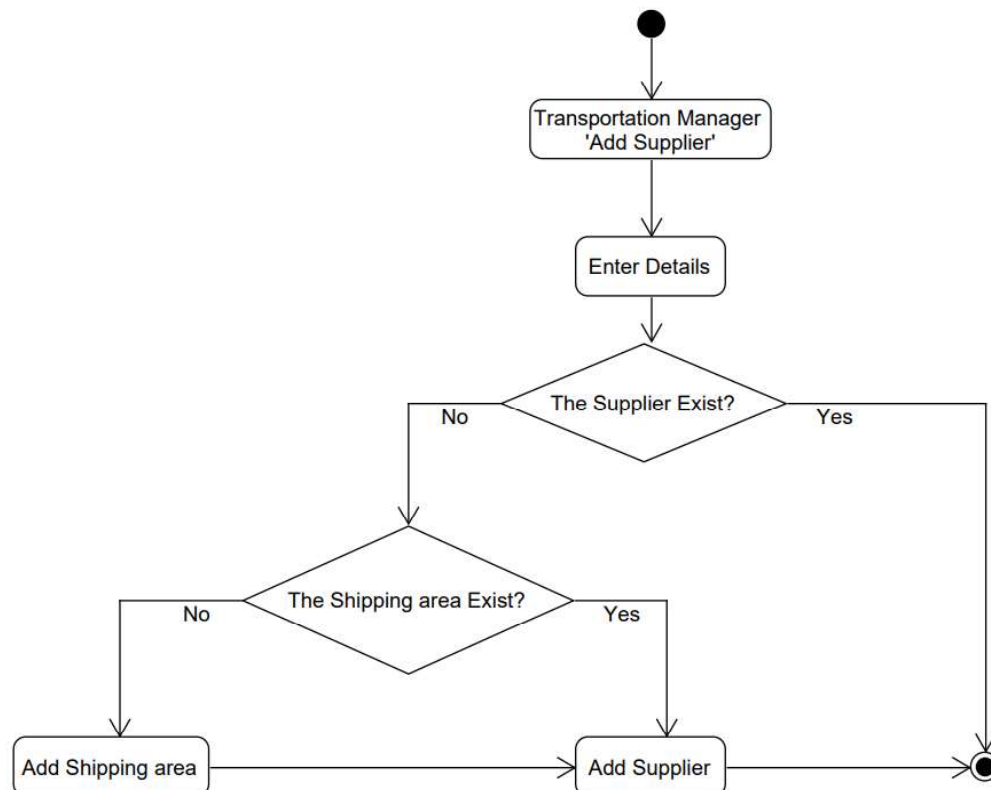 Transportation Manager
'Add Supplier'
Enter Details
The Supplier Exist?
No
Yes
The Shipping area Exist?
No
Yes
Add Shipping area
Add Supplier